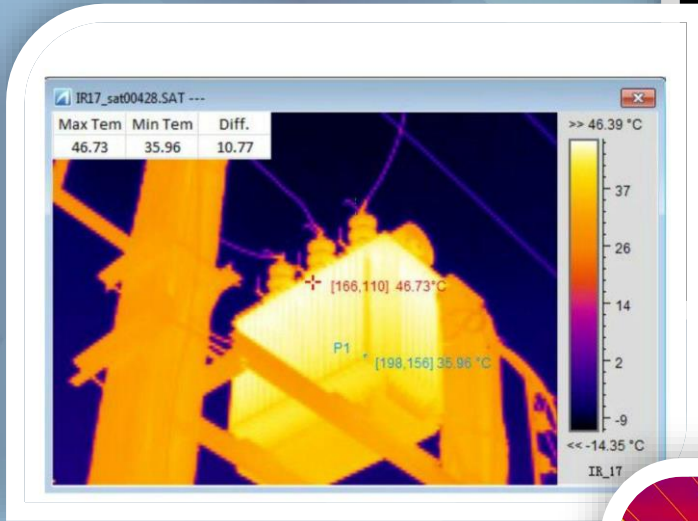 IR17_sat00428.SAT ---
Max Tem Min Tem Diff.
46.73 35.96 10.77
>> 46.39 °C
37
26
14
2
-9
<< -14.35 °C
IR_17
[166,110] 46.73°C
P1
[198,156] 35.96 °C